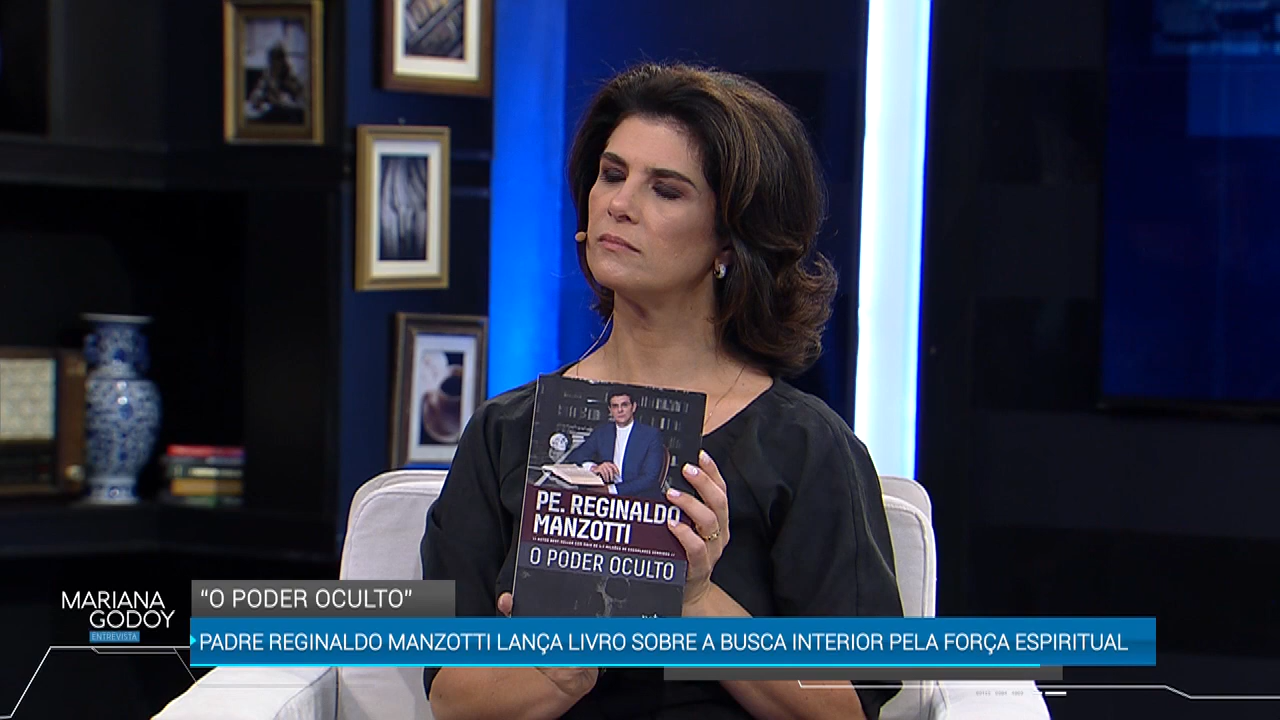 PE. REGINALDO
MANZOTTI
O PODER OCULTO
MARIANA
GODOY
ENTREVISTA
“O PODER OCULTO”
PADRE REGINALDO MANZOTTI LANÇA LIVRO SOBRE A BUSCA INTERIOR PELA FORÇA ESPIRITUAL